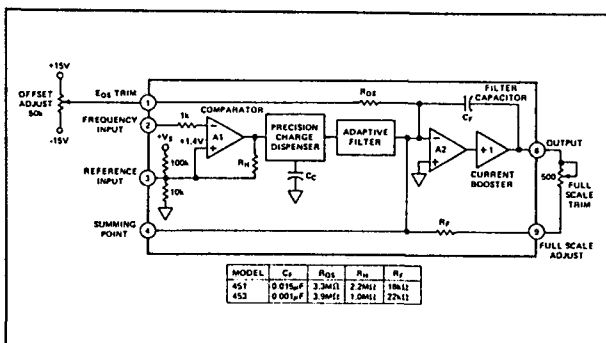 +15V
OFFSET
ADJUST
50k
-15V
EOS TRIM
1
FREQUENCY
INPUT
2
REFERENCE
INPUT
3
SUMMING
POINT
4
1k
COMPARATOR
A1
+VS
+1.4V
100k
10k
RH
PRECISION
CHARGE
DISPENSER
CC
ADAPTIVE
FILTER
ROS
FILTER
CAPACITOR
CF
A2
+1
CURRENT
BOOSTER
RF
OUTPUT
500
FULL
SCALE
TRIM
9
FULL SCALE
ADJUST
MODEL CF ROS RH RF
451 0.015µF 3.3MΩ 2.2MΩ 18kΩ
453 0.001µF 3.9MΩ 1.0MΩ 22kΩ